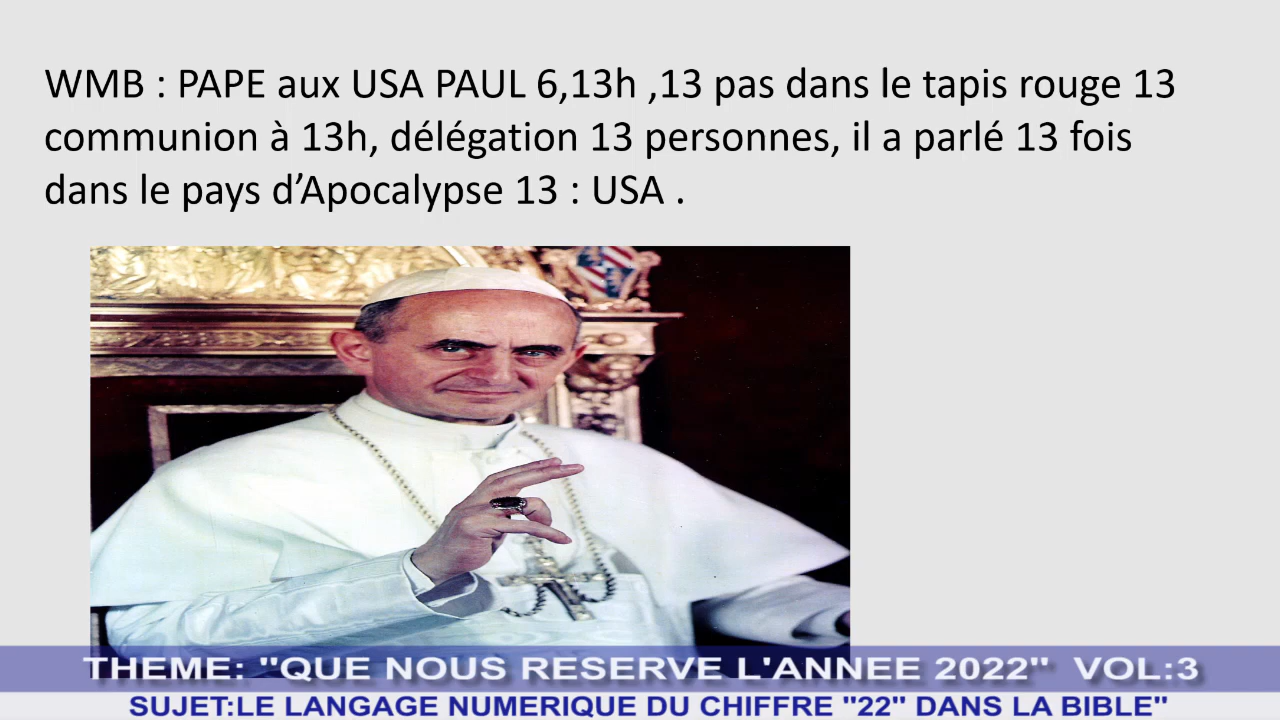 WMB : PAPE aux USA PAUL 6,13h ,13 pas dans le tapis rouge 13
communion à 13h, délégation 13 personnes, il a parlé 13 fois
dans le pays d’Apocalypse 13 : USA .
THEME: "QUE NOUS RESERVE L'ANNEE 2022" VOL:3
SUJET:LE LANGAGE NUMERIQUE DU CHIFFRE "22" DANS LA BIBLE"